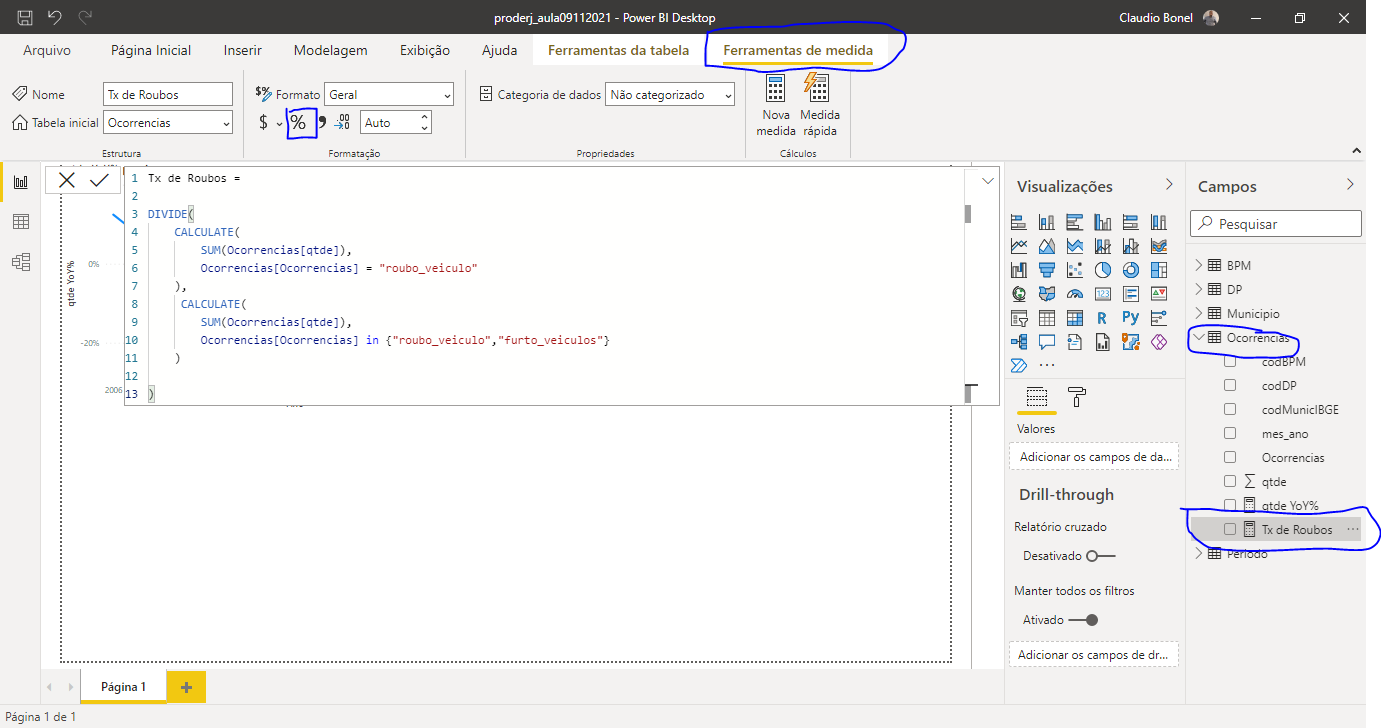 proderj_aula09112021 - Power BI Desktop
Claudio Bonel
Arquivo
Página Inicial
Inserir
Modelagem
Exibição
Ajuda
Ferramentas da tabela
Ferramentas de medida
Nome
Tx de Roubos
Tabela inicial
Ocorrencias
Estrutura
$% Formato
Geral
$ % 9 .00
Auto
Formatação
Categoria de dados
Não categorizado
Propriedades
Nova
medida
Medida
rápida
Cálculos
1 Tx de Roubos =
2
3 DIVIDE(
4 CALCULATE(
5 SUM(Ocorrencias[qtde]),
6 Ocorrencias[Ocorrencias] = "roubo_veiculo"
7 ),
8 CALCULATE(
9 SUM(Ocorrencias[qtde]),
10 Ocorrencias[Ocorrencias] in {"roubo_veiculo","furto_veiculos"}
11 )
12
13 )
qtde YoY%
0%
-20%
2006
Visualizações
123
R
Py
Valores
Adicionar os campos de da...
Drill-through
Relatório cruzado
Desativado
Manter todos os filtros
Ativado
Adicionar os campos de dr...
Campos
Pesquisar
BPM
DP
Municipio
Ocorrencias
codBPM
codDP
codMunicIBGE
mes_ano
Ocorrencias
qtde
qtde YoY%
Tx de Roubos
Periodo
Página 1
Página 1 de 1